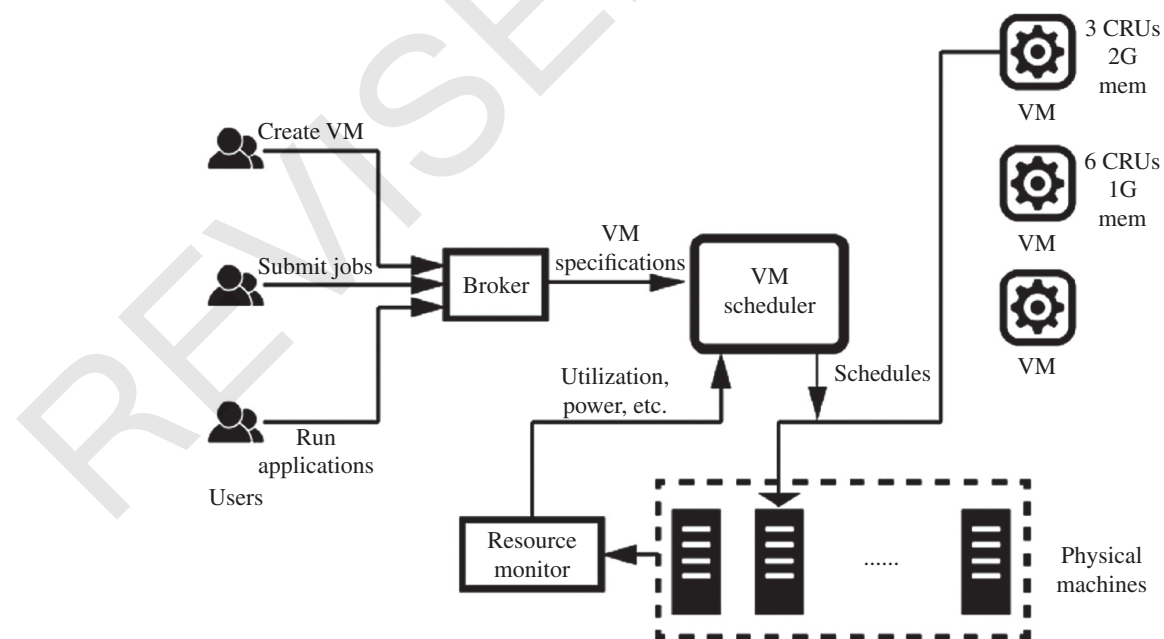 3 CRUs
2G
mem
VM
Create VM
6 CRUs
1G
mem
VM
VM
specifications
Submit jobs
Broker
VM
scheduler
VM
Utilization,
power, etc.
Schedules
Run
applications
Users
Resource
monitor
......
Physical
machines
REVISE